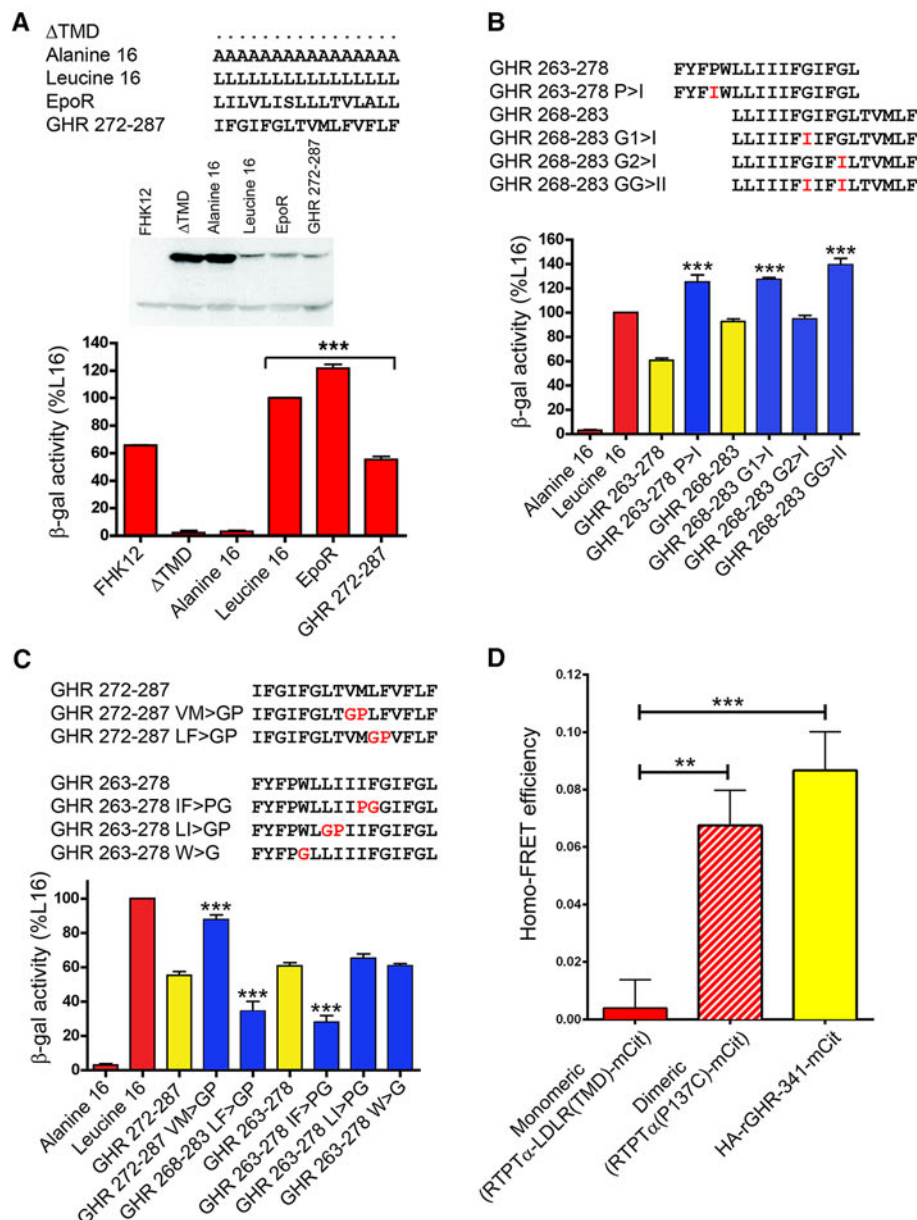 A
ΔTMD ................
Alanine 16 AAAAAAAAAAAAAAAA
Leucine 16 LLLLLLLLLLLLLLLL
EpoR LILVLISLLLTVLALL
GHR 272-287 IFGIFGLTVMLFVFLF
FHK12
ΔTMD
Alanine 16
Leucine 16
EpoR
GHR 272-287
β-gal activity (%L16)
140
120
100
80
60
40
20
0
***
FHK12
ΔTMD
Alanine 16
Leucine 16
EpoR
GHR 272-287
B
GHR 263-278 FYFPWLLIIIFGIFGL
GHR 263-278 P>I FYFIWLLIIIFGIFGL
GHR 268-283 LLIIIFGIFGLTVMLF
GHR 268-283 G1>I LLIIIFIIFGLTVMLF
GHR 268-283 G2>I LLIIIFGIFILTVMLF
GHR 268-283 GG>II LLIIIFIIFILTVMLF
β-gal activity (%L16)
160
140
120
100
80
60
40
20
0
***
***
***
Alanine 16
Leucine 16
GHR 263-278
GHR 263-278 P>I
GHR 268-283
GHR 268-283 G1>I
GHR 268-283 G2>I
GHR 268-283 GG>II
C
GHR 272-287 IFGIFGLTVMLFVFLF
GHR 272-287 VM>GP IFGIFGLTGPLFVFLF
GHR 272-287 LF>GP IFGIFGLTVMGPVFLF
GHR 263-278 FYFPWLLIIIFGIFGL
GHR 263-278 IF>PG FYFPWLLIIPGGIFGL
GHR 263-278 LI>GP FYFPWLGPIIFGIFGL
GHR 263-278 W>G FYFPGLLIIIFGIFGL
β-gal activity (%L16)
100
80
60
40
20
0
***
***
***
Alanine 16
Leucine 16
GHR 272-287
GHR 272-287 VM>GP
GHR 268-283 LF>GP
GHR 263-278
GHR 263-278 IF>PG
GHR 263-278 LI>PG
GHR 263-278 W>G
D
Homo-FRET efficiency
0.12
0.10
0.08
0.06
0.04
0.02
0.00
***
**
Monomeric
(RTPTα-LDLR(TMD)-mCit)
Dimeric
(RTPTα(P137C)-mCit)
HA-rGHR-341-mCit